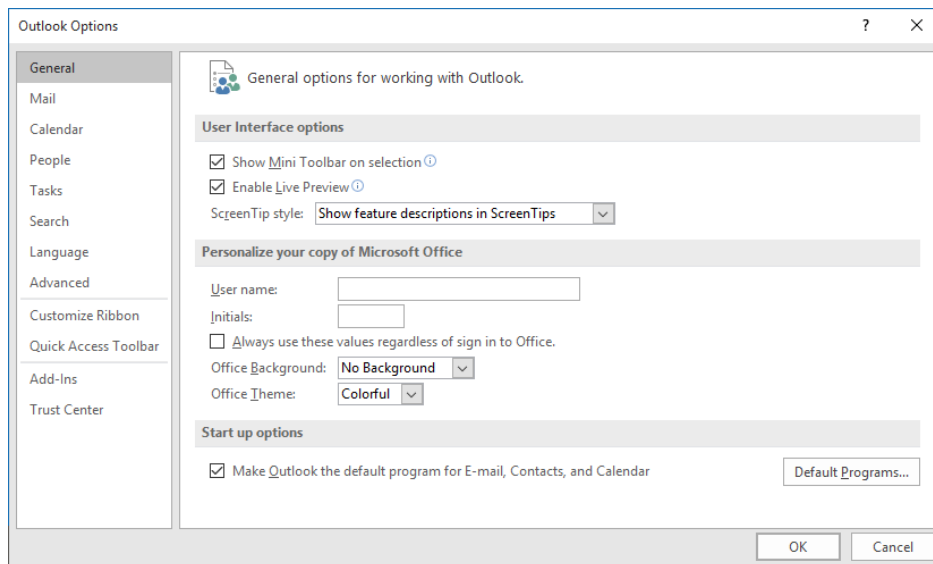 Outlook Options
?
General
Mail
Calendar
People
Tasks
Search
Language
Advanced
Customize Ribbon
Quick Access Toolbar
Add-Ins
Trust Center
General options for working with Outlook.
User Interface options
Show Mini Toolbar on selection
Enable Live Preview
ScreenTip style: Show feature descriptions in ScreenTips
Personalize your copy of Microsoft Office
User name:
Initials:
Always use these values regardless of sign in to Office.
Office Background: No Background
Office Theme: Colorful
Start up options
Make Outlook the default program for E-mail, Contacts, and Calendar Default Programs...
OK Cancel